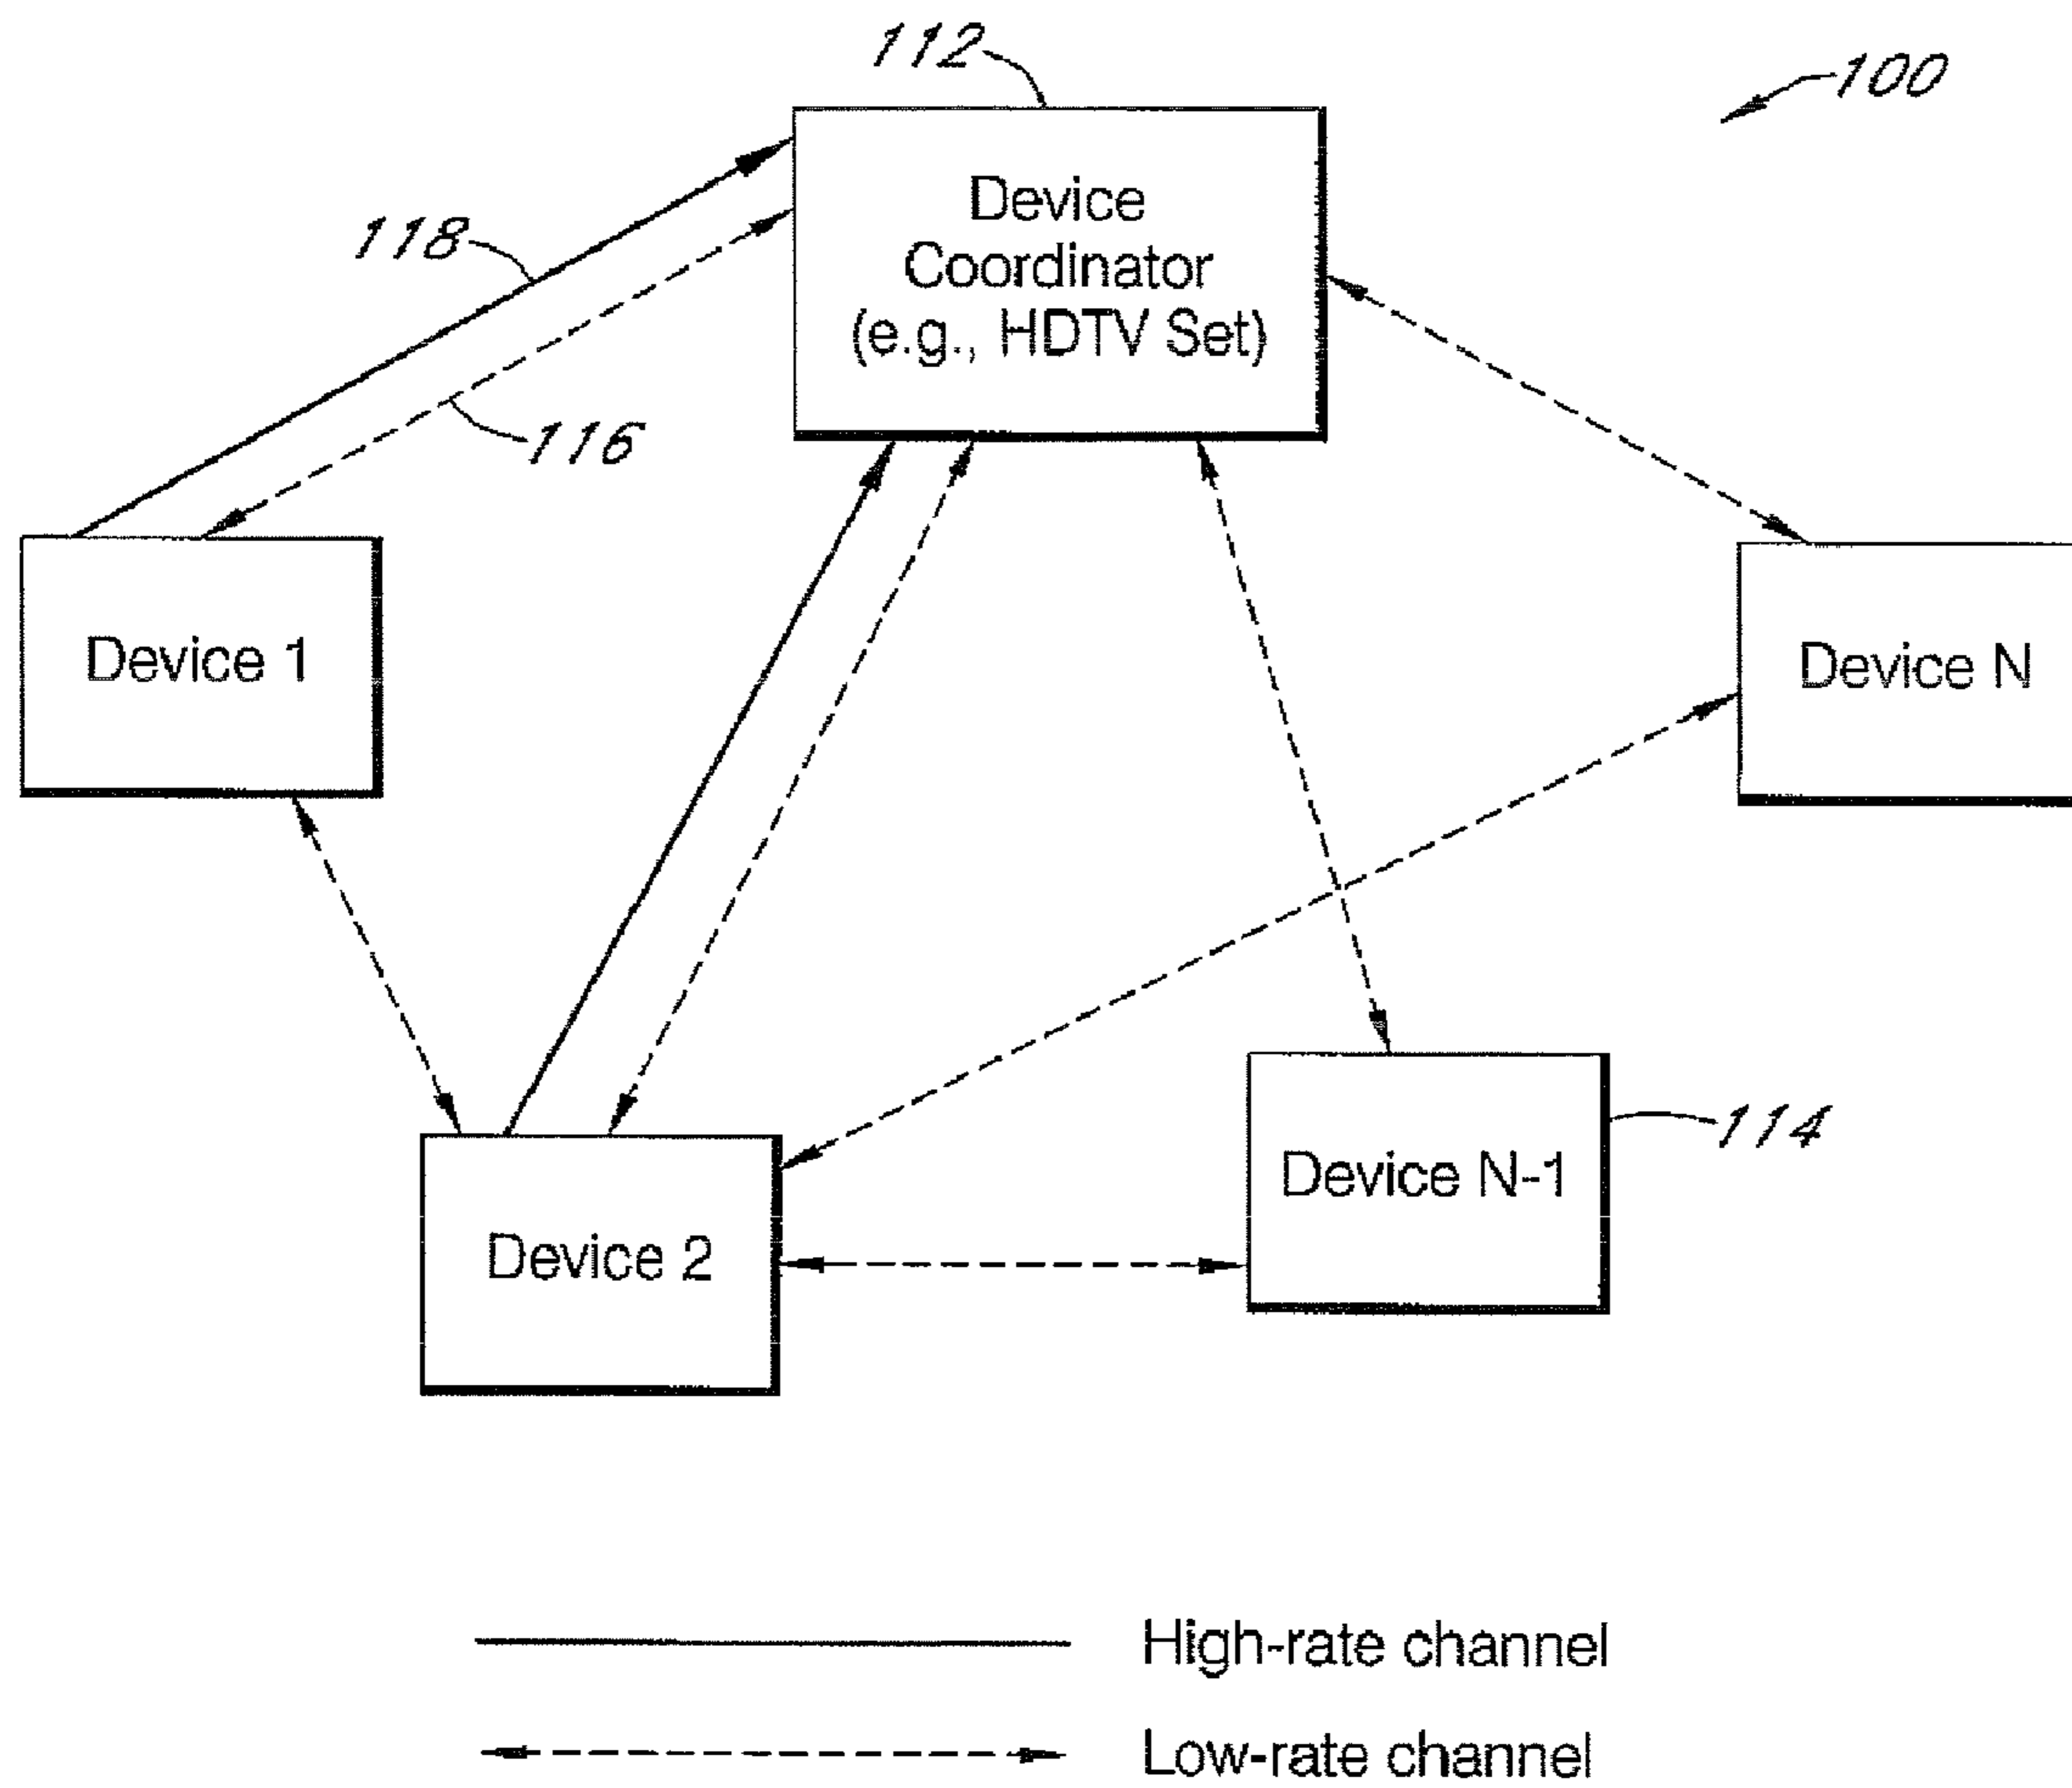 112
100
Device
Coordinator
(e.g., HDTV Set)
118
116
Device 1
Device N
Device N-1
114
Device 2
High-rate channel
Low-rate channel